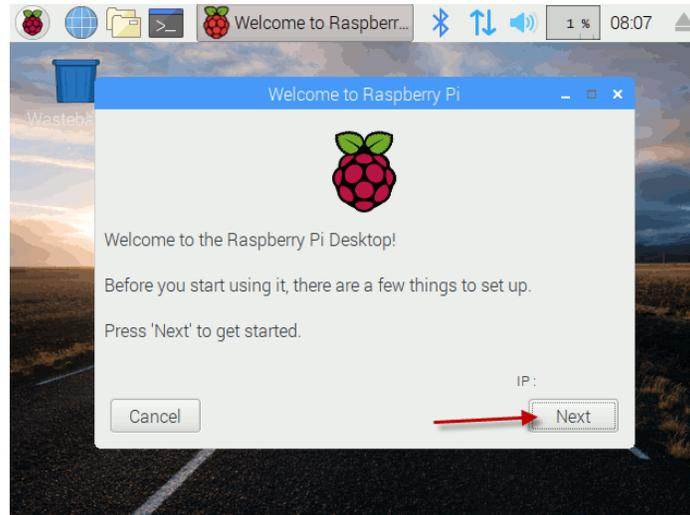 Welcome to Raspberr... 1 % 08:07
Welcome to Raspberry Pi
Wasteba
Welcome to the Raspberry Pi Desktop!
Before you start using it, there are a few things to set up.
Press 'Next' to get started.
IP :
Cancel Next